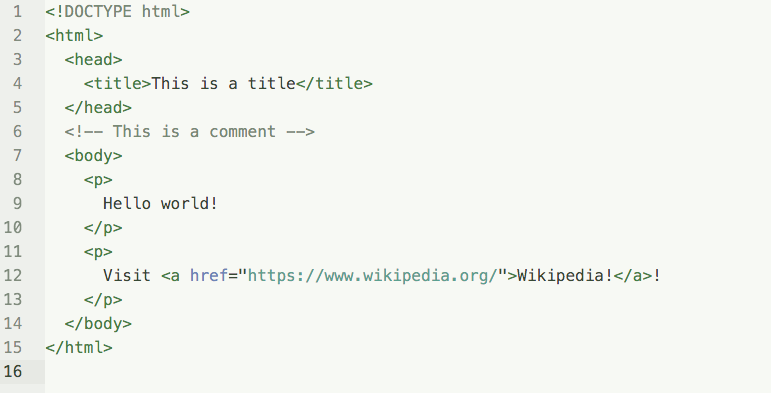 1 <!DOCTYPE html>
2 <html>
3   <head>
4     <title>This is a title</title>
5   </head>
6   <!-- This is a comment -->
7   <body>
8     <p>
9       Hello world!
10     </p>
11     <p>
12       Visit <a href="https://www.wikipedia.org/">Wikipedia!</a>!
13     </p>
14   </body>
15 </html>
16